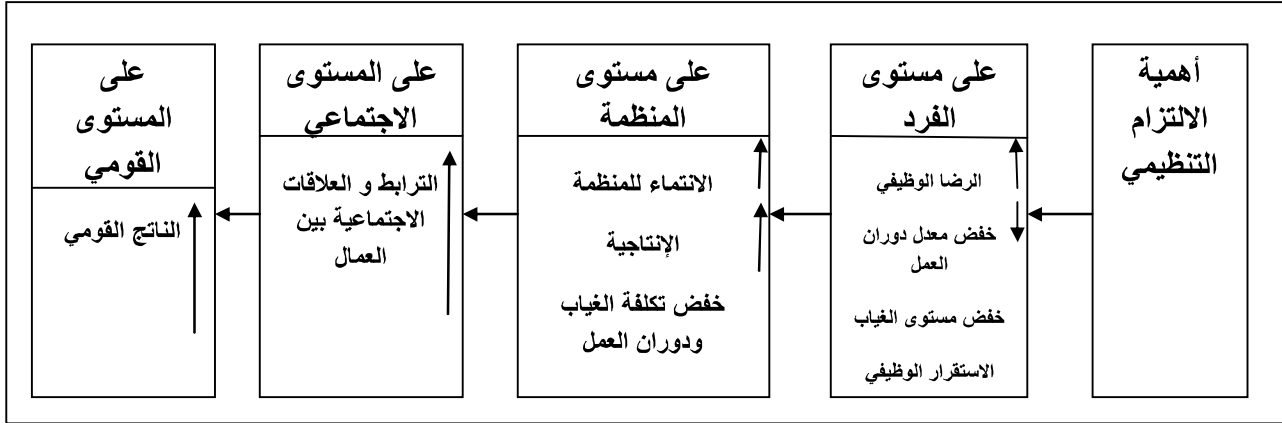 أهمية
الالتزام
التنظيمي
على مستوى
الفرد
الرضا الوظيفي
خفض معدل دوران
العمل
خفض مستوى الغياب
الاستقرار الوظيفي
على مستوى
المنظمة
الانتماء للمنظمة
الإنتاجية
خفض تكلفة الغياب
ودوران العمل
على المستوى
الاجتماعي
الترابط و العلاقات
الاجتماعية بين
العمال
على
المستوى
القومي
الناتج القومي